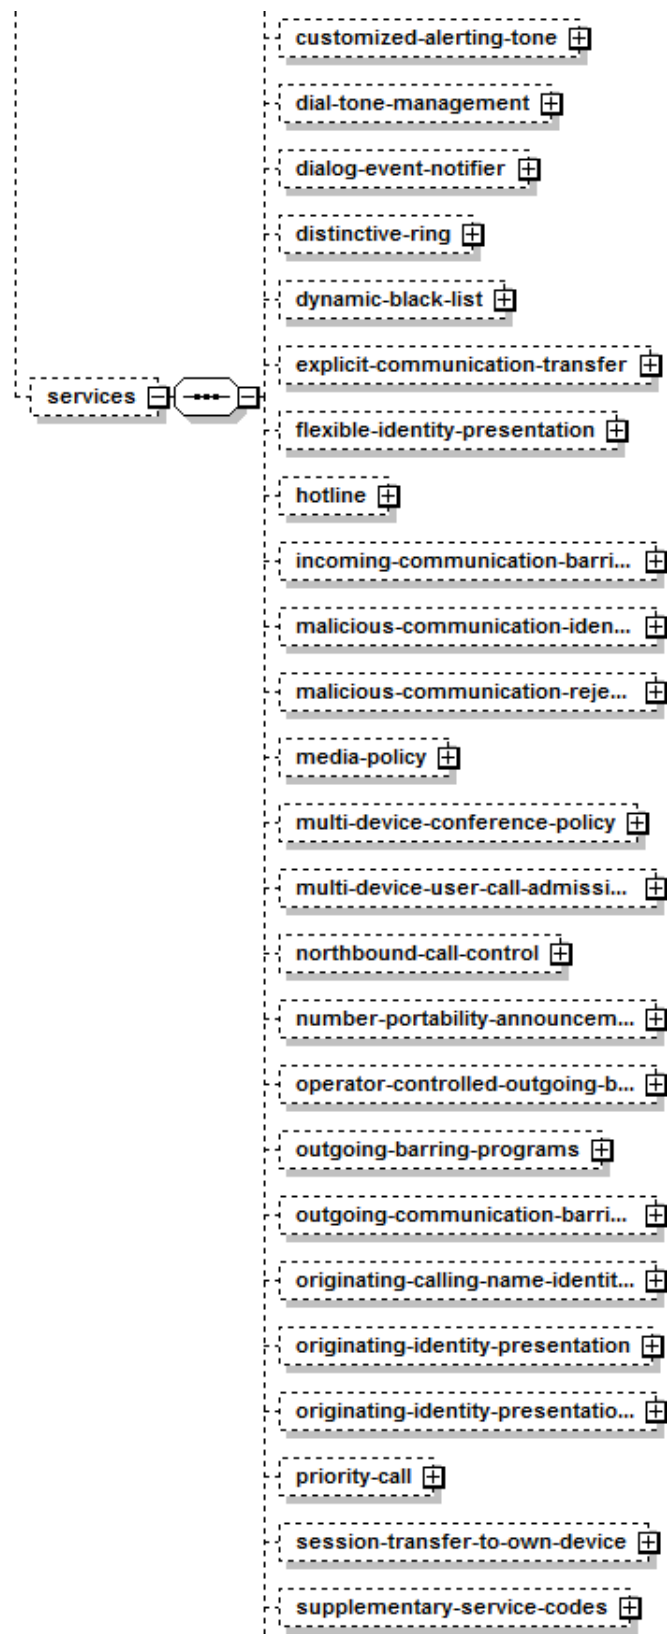 customized-alerting-tone
dial-tone-management
dialog-event-notifier
distinctive-ring
dynamic-black-list
explicit-communication-transfer
services
flexible-identity-presentation
hotline
incoming-communication-barri...
malicious-communication-iden...
malicious-communication-reje...
media-policy
multi-device-conference-policy
multi-device-user-call-admissi...
northbound-call-control
number-portability-announcem...
operator-controlled-outgoing-b...
outgoing-barring-programs
outgoing-communication-barri...
originating-calling-name-identit...
originating-identity-presentation
originating-identity-presentatio...
priority-call
session-transfer-to-own-device
supplementary-service-codes